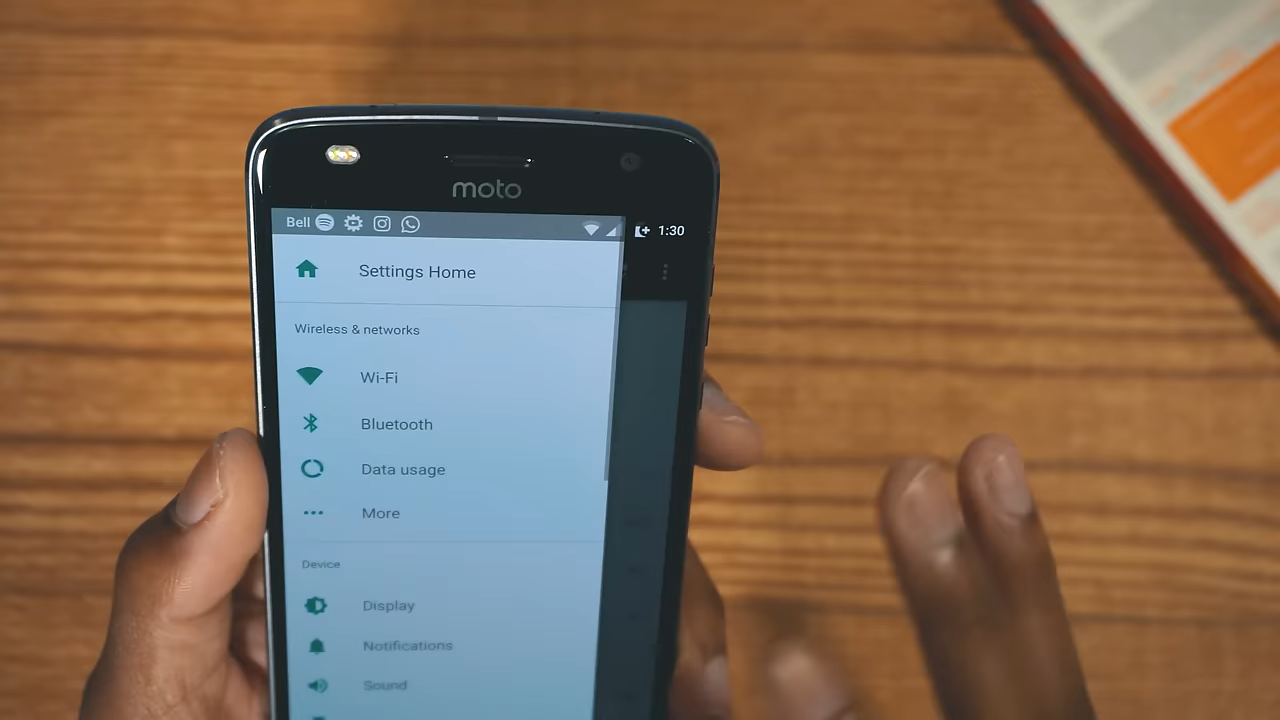 moto
Bell 1:30
Settings Home
Wireless & networks
Wi-Fi
Bluetooth
Data usage
More
Device
Display
Notifications
Sound